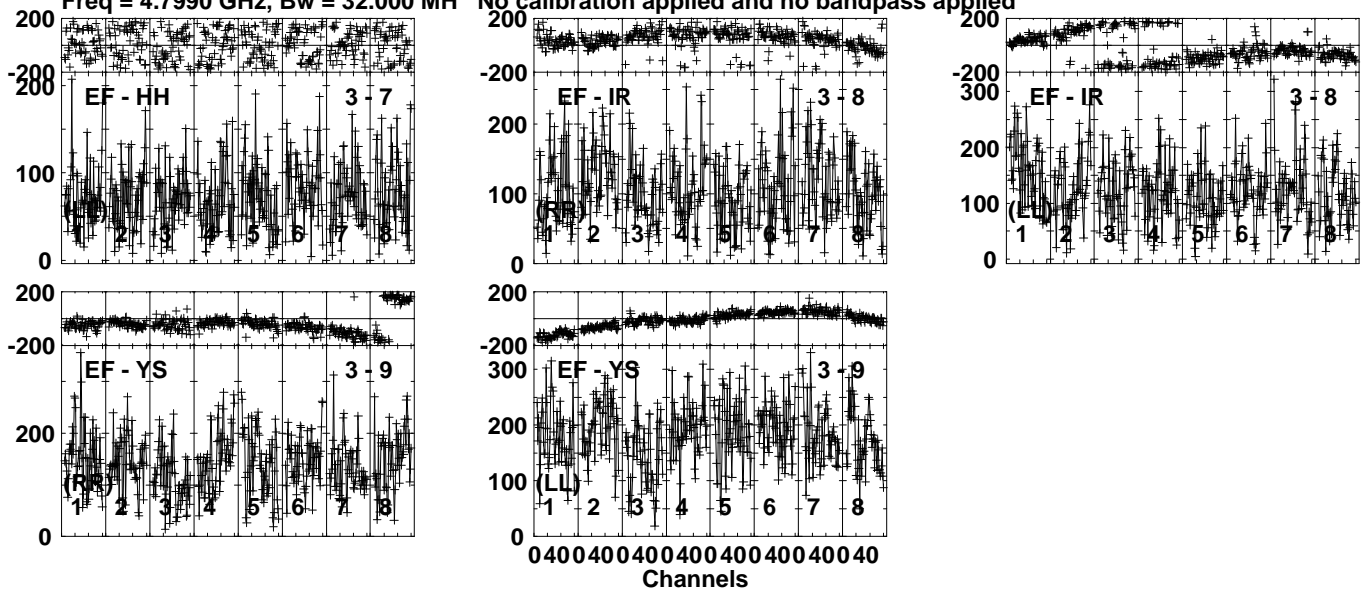 Freq = 4.7990 GHz, Bw = 32.000 MH No calibration applied and no bandpass applied
200
-200
EF - HH 3 - 7
200
100
0
(LL)
1 2 3 4 5 6 7 8
200
-200
EF - IR 3 - 8
200
100
0
(RR)
1 2 3 4 5 6 7 8
200
-200
EF - IR 3 - 8
300
200
100
0
(LL)
1 2 3 4 5 6 7 8
200
-200
EF - YS 3 - 9
200
0
(RR)
1 2 3 4 5 6 7 8
200
-200
EF - YS 3 - 9
300
200
100
0
(LL)
1 2 3 4 5 6 7 8
0 40 0 40 0 40 0 40 0 40 0 40 0 40 0 40
Channels